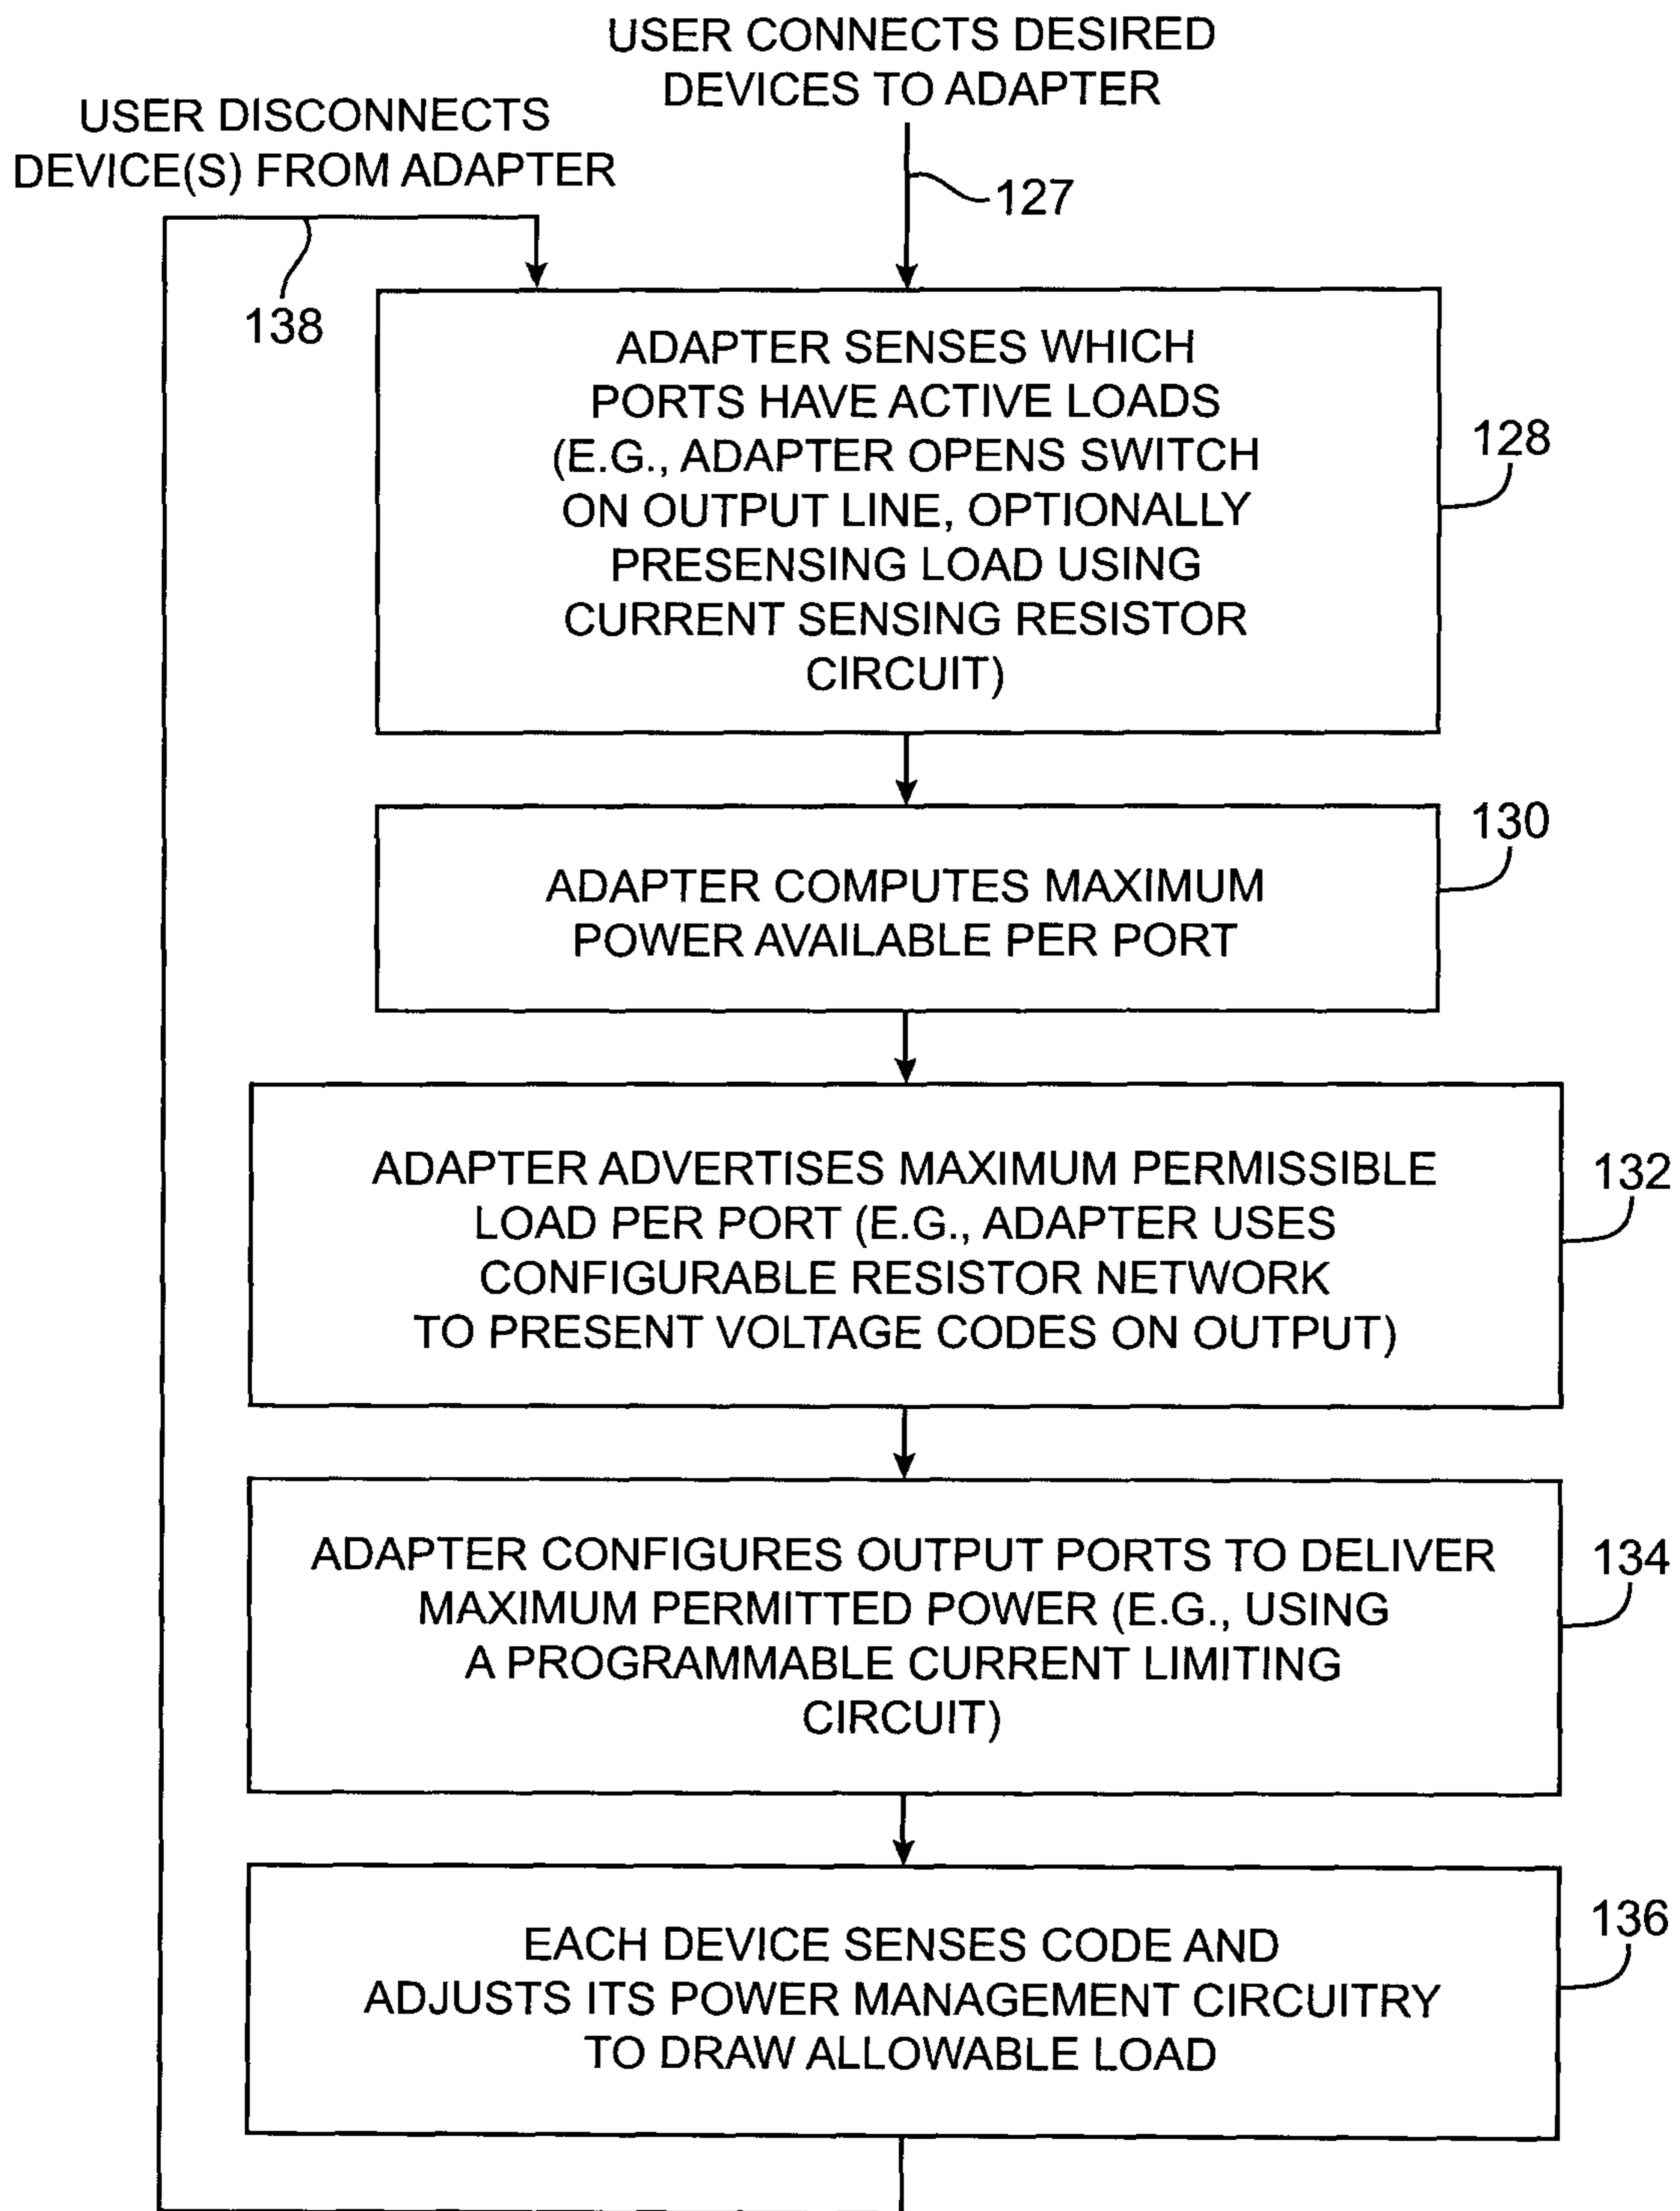 USER CONNECTS DESIRED
DEVICES TO ADAPTER
USER DISCONNECTS
DEVICE(S) FROM ADAPTER
127
138
ADAPTER SENSES WHICH
PORTS HAVE ACTIVE LOADS
(E.G., ADAPTER OPENS SWITCH
ON OUTPUT LINE, OPTIONALLY
PRESENSING LOAD USING
CURRENT SENSING RESISTOR
CIRCUIT)
128
ADAPTER COMPUTES MAXIMUM
POWER AVAILABLE PER PORT
130
ADAPTER ADVERTISES MAXIMUM PERMISSIBLE
LOAD PER PORT (E.G., ADAPTER USES
CONFIGURABLE RESISTOR NETWORK
TO PRESENT VOLTAGE CODES ON OUTPUT)
132
ADAPTER CONFIGURES OUTPUT PORTS TO DELIVER
MAXIMUM PERMITTED POWER (E.G., USING
A PROGRAMMABLE CURRENT LIMITING
CIRCUIT)
134
EACH DEVICE SENSES CODE AND
ADJUSTS ITS POWER MANAGEMENT CIRCUITRY
TO DRAW ALLOWABLE LOAD
136